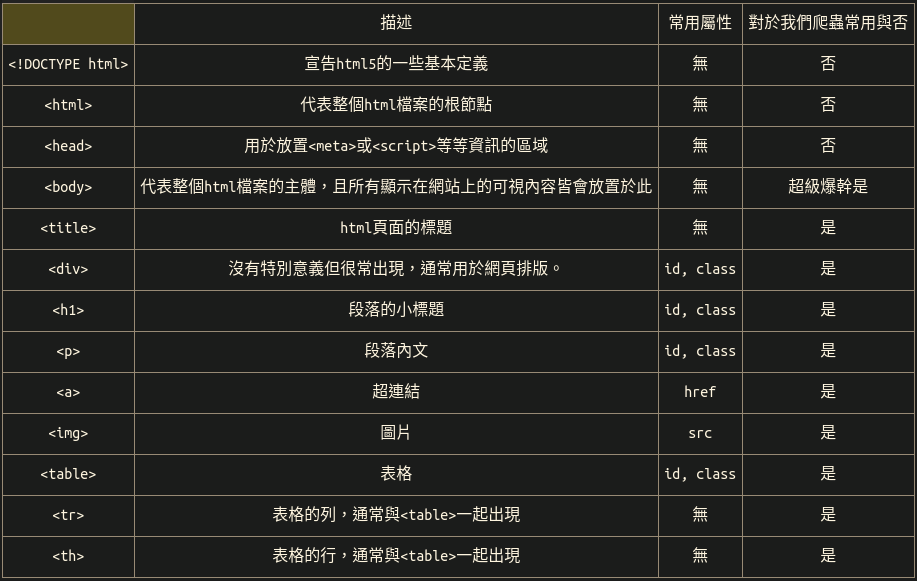 描述 常用屬性 對於我們爬蟲常用與否
<!DOCTYPE html> 宣告html5的一些基本定義 無 否
<html> 代表整個html檔案的根節點 無 否
<head> 用於放置<meta>或<script>等等資訊的區域 無 否
<body> 代表整個html檔案的主體，且所有顯示在網站上的可視內容皆會放置於此 無 超級爆幹是
<title> html頁面的標題 無 是
<div> 沒有特別意義但很常出現，通常用於網頁排版。 id, class 是
<h1> 段落的小標題 id, class 是
<p> 段落內文 id, class 是
<a> 超連結 href 是
<img> 圖片 src 是
<table> 表格 id, class 是
<tr> 表格的列，通常與<table>一起出現 無 是
<th> 表格的行，通常與<table>一起出現 無 是